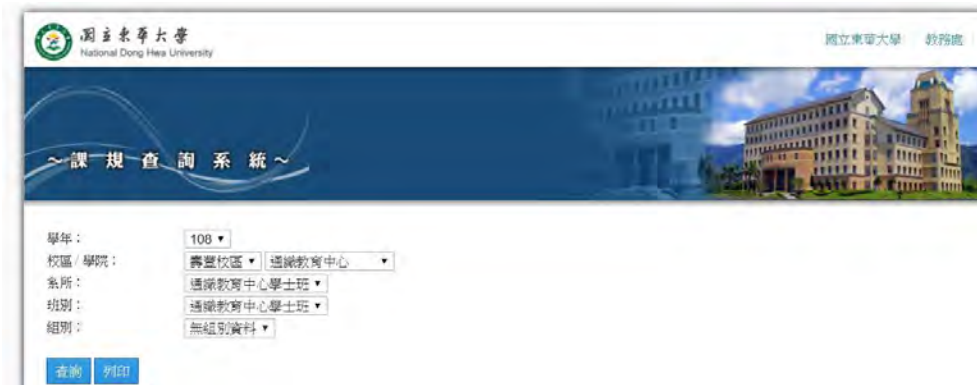 國立東華大學
National Dong Hwa University
國立東華大學 教務處
~課規查詢系統~
學年： 108
校區/學院： 壽豐校區 通識教育中心
系所： 通識教育中心學士班
班別： 通識教育中心學士班
組別： 無組別資料
查詢 列印